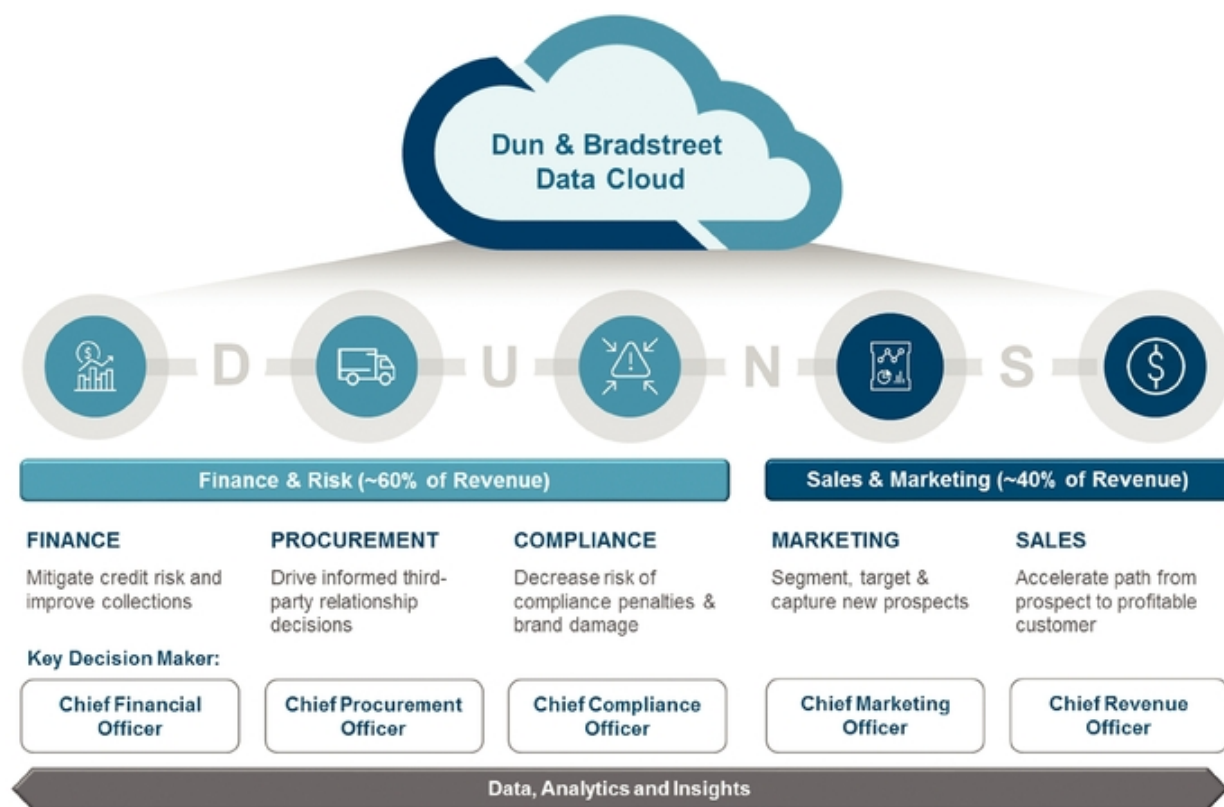 Dun & Bradstreet
Data Cloud
D U N S
Finance & Risk (~60% of Revenue)
Sales & Marketing (~40% of Revenue)
FINANCE
Mitigate credit risk and
improve collections
PROCUREMENT
Drive informed third-
party relationship
decisions
COMPLIANCE
Decrease risk of
compliance penalties &
brand damage
MARKETING
Segment, target &
capture new prospects
SALES
Accelerate path from
prospect to profitable
customer
Key Decision Maker:
Chief Financial
Officer
Chief Procurement
Officer
Chief Compliance
Officer
Chief Marketing
Officer
Chief Revenue
Officer
Data, Analytics and Insights